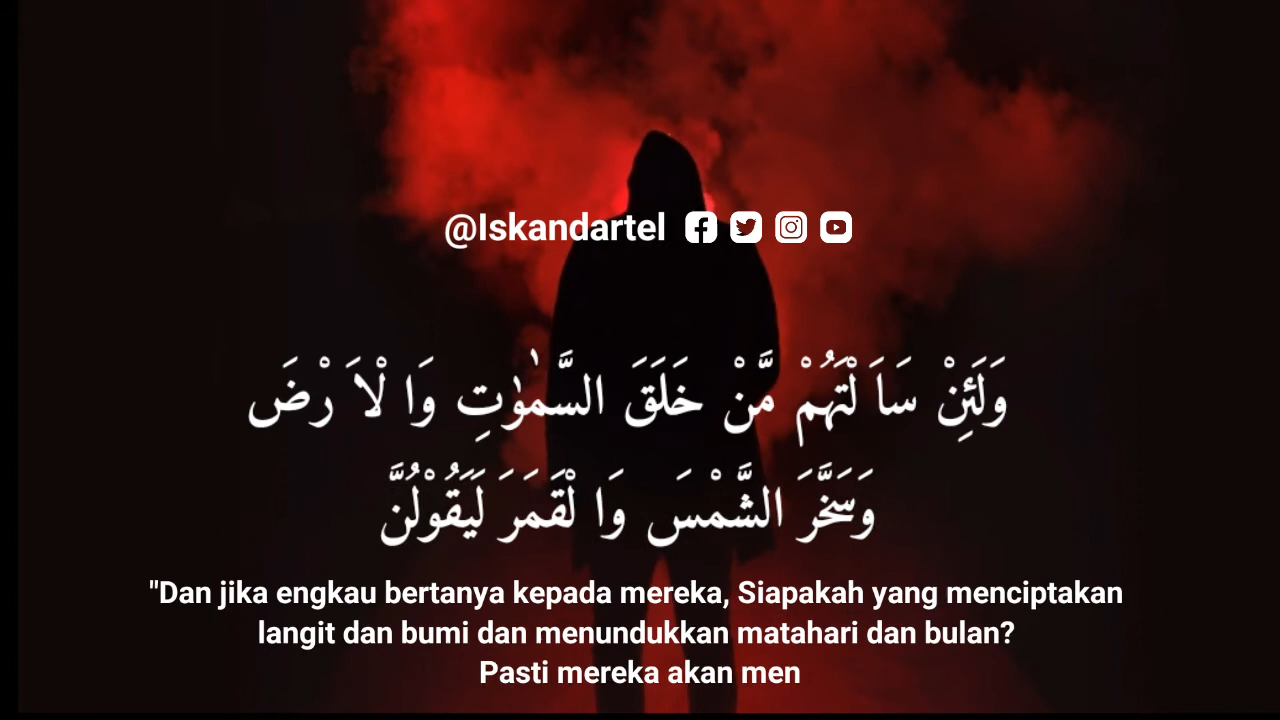 @Iskandartel
وَلَئِنْ سَاَ لْتَهُمْ مَّنْ خَلَقَ السَّمٰوٰتِ وَا لْاَ رْضَ
وَسَخَّرَ الشَّمْسَ وَا لْقَمَرَ لَيَقُوْلُنَّ
"Dan jika engkau bertanya kepada mereka, Siapakah yang menciptakan
langit dan bumi dan menundukkan matahari dan bulan?
Pasti mereka akan men